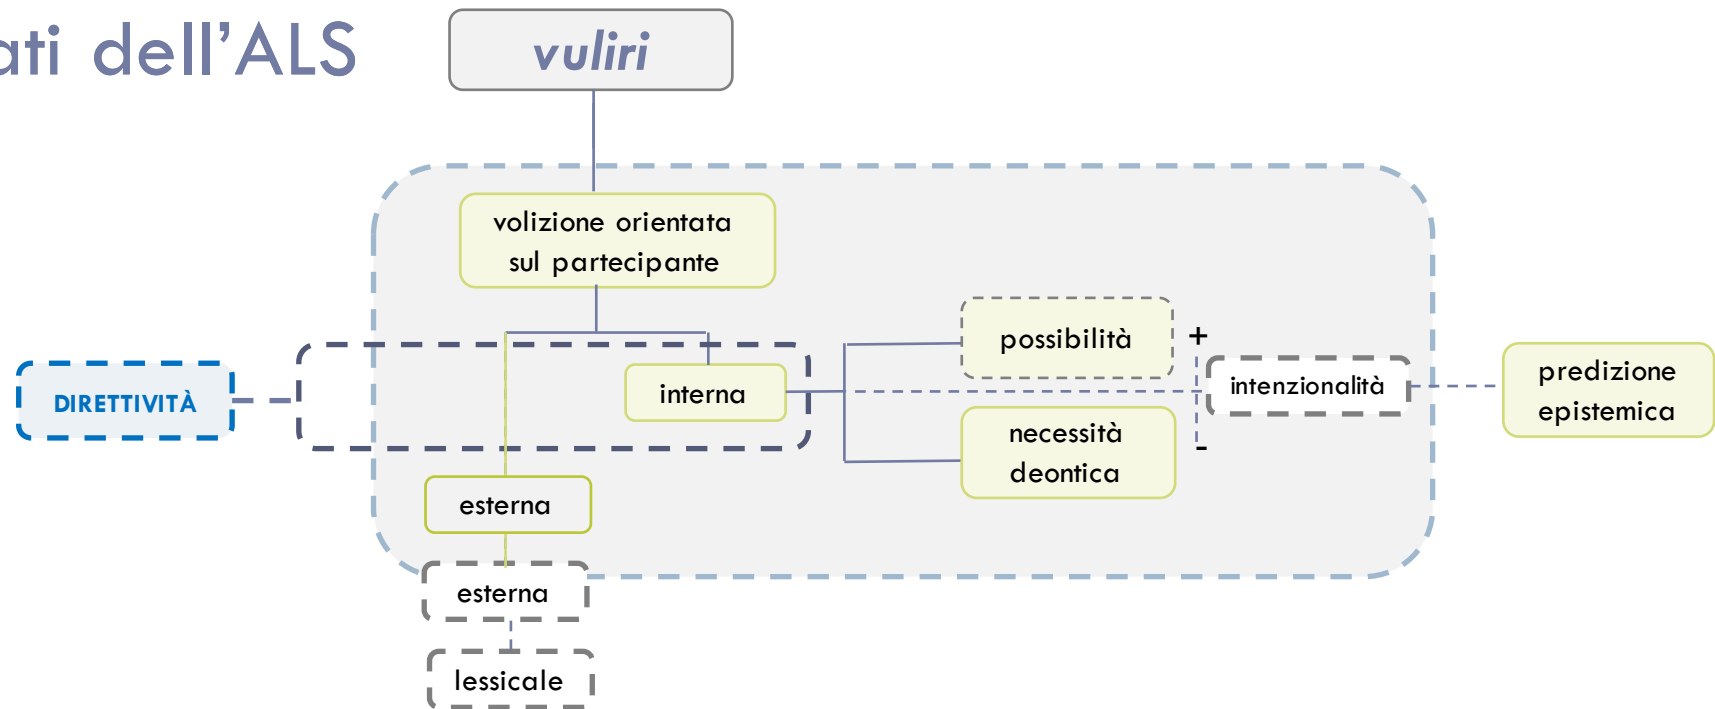 ati dell'ALS
vuliri
volizione orientata
sul partecipante
possibilità
+
interna
intenzionalità
predizione
epistemica
DIRETTIVITÀ
necessità
deontica
-
esterna
esterna
lessicale